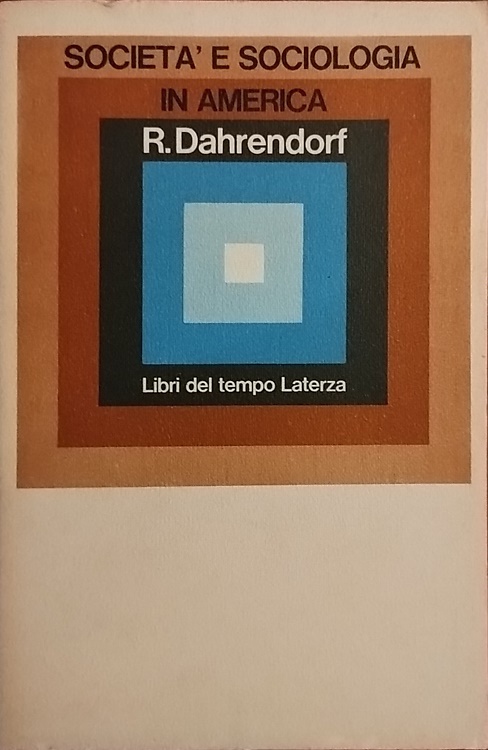 SOCIETA' E SOCIOLOGIA
IN AMERICA
R. Dahrendorf
Libri del tempo Laterza